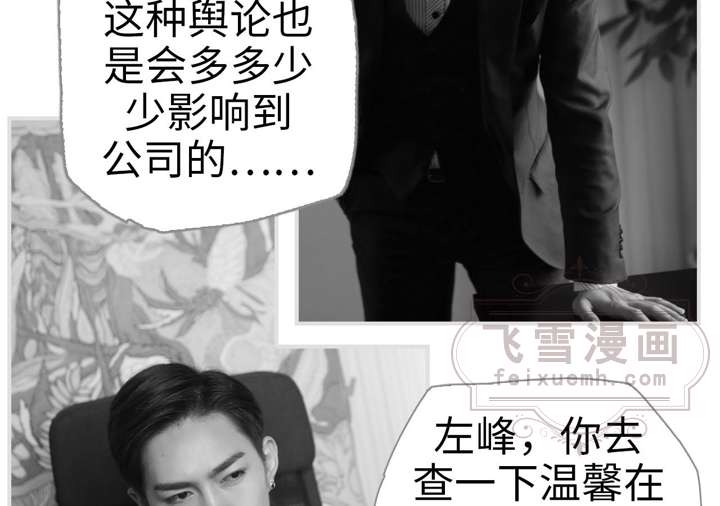 这种舆论也
是会多多少
少影响到
公司的……
飞雪漫画
feixuomh.com
左峰，你去
查一下温馨在